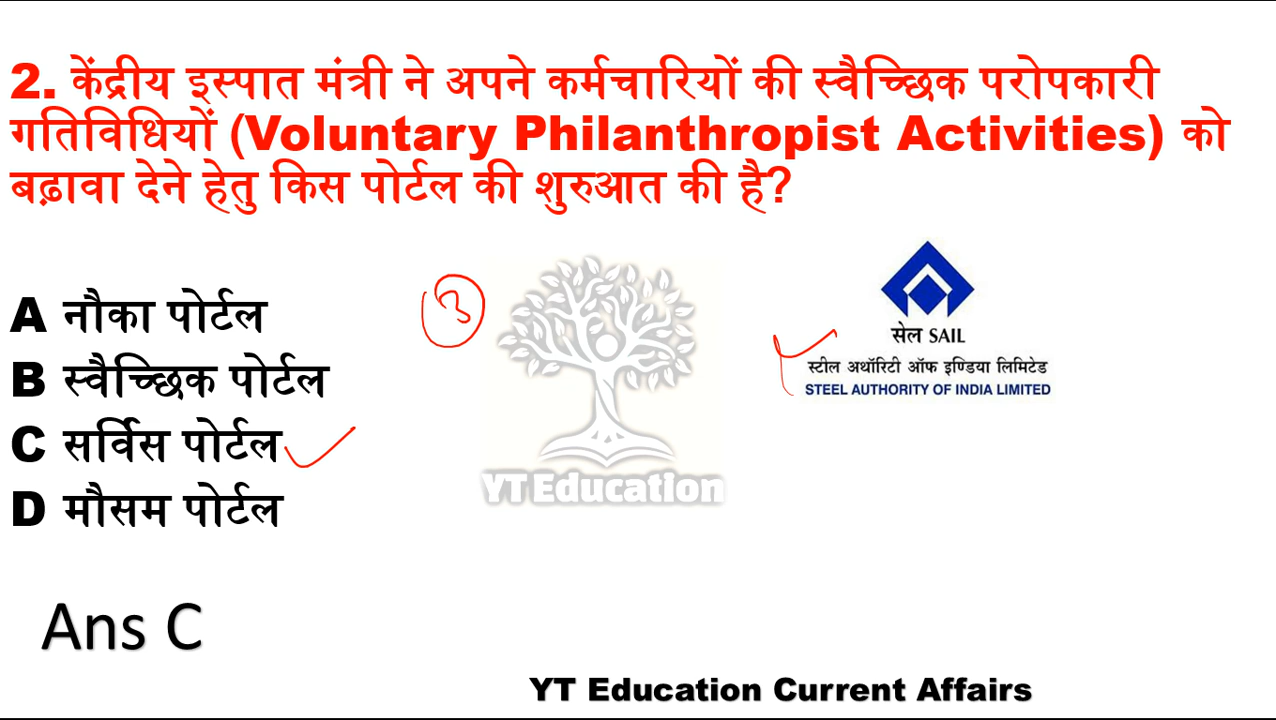 2. केंद्रीय इस्पात मंत्री ने अपने कर्मचारियों की स्वैच्छिक परोपकारी
गतिविधियों (Voluntary Philanthropist Activities) को
बढ़ावा देने हेतु किस पोर्टल की शुरुआत की है?
A नौका पोर्टल
B स्वैच्छिक पोर्टल
C सर्विस पोर्टल
D मौसम पोर्टल
3
सेल SAIL
स्टील अथॉरिटी ऑफ इण्डिया लिमिटेड
STEEL AUTHORITY OF INDIA LIMITED
YT Education
Ans C
YT Education Current Affairs